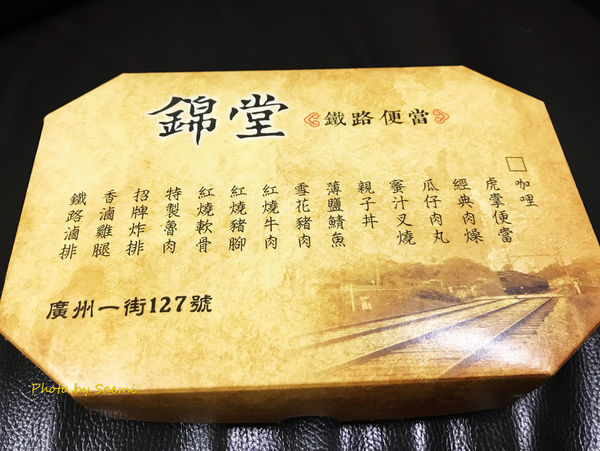 錦堂 鐵路便當
□咖哩
虎掌便當
經典肉燥
瓜仔肉丸
蜜汁叉燒
親子丼
薄鹽鯖魚
雪花豬肉
紅燒牛肉
紅燒豬腳
紅燒軟骨
特製魯肉
招牌炸排
香滷雞腿
鐵路滷排
廣州一街127號
Photo by Saemi